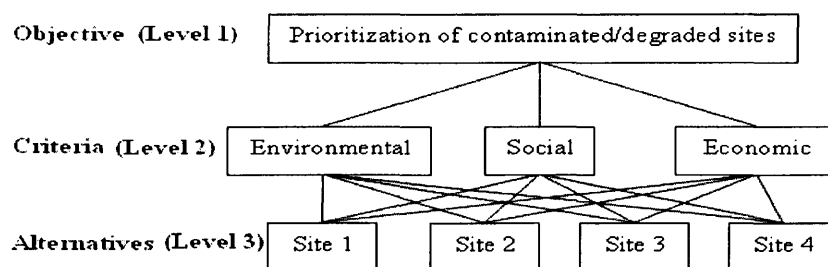 Objective (Level 1) Prioritization of contaminated/degraded sites
Criteria (Level 2) Environmental Social Economic
Alternatives (Level 3) Site 1 Site 2 Site 3 Site 4